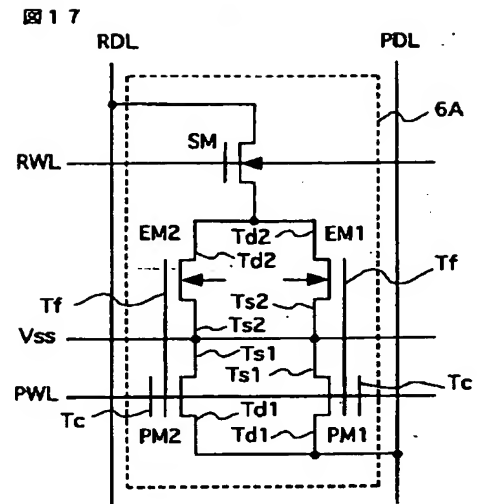 図17
RDL PDL
6A
SM
RWL
EM2 Td2 EM1
Td2
Tf
Ts2
Tf
Vss Ts2
Ts1
Ts1
PWL
Tc
Tc Td1
PM2 Td1 PM1